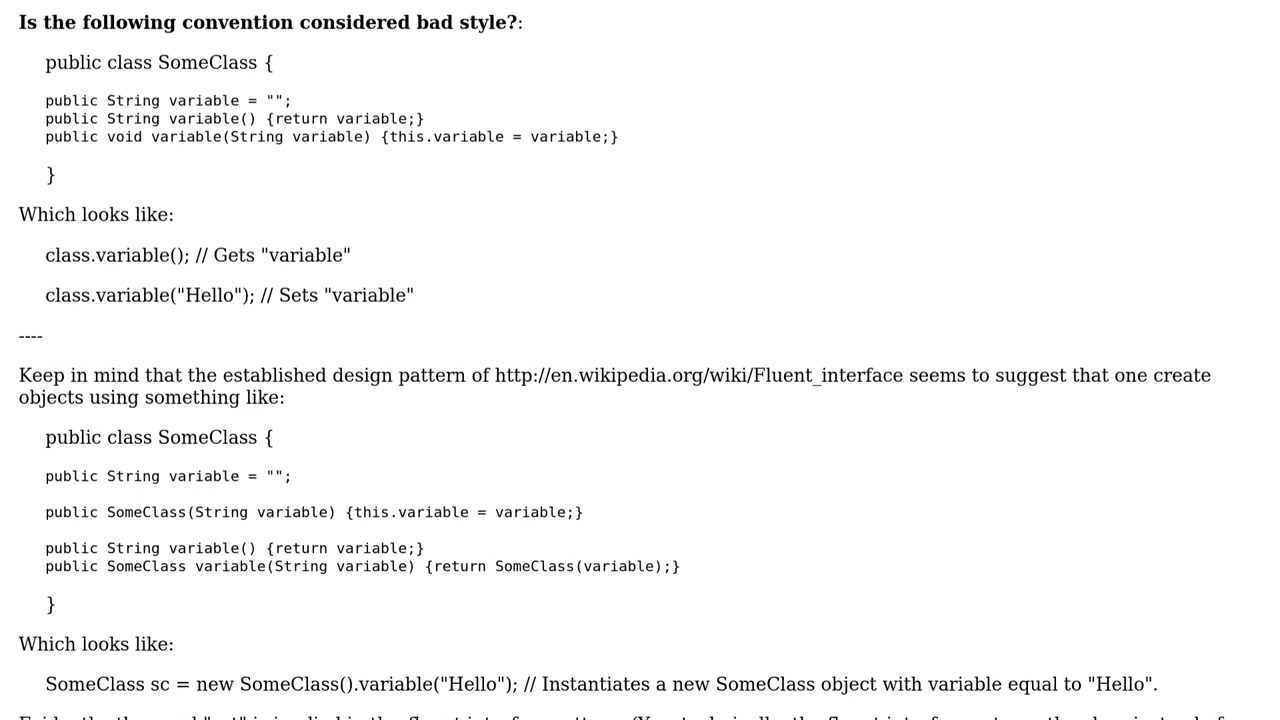 Is the following convention considered bad style?:
public class SomeClass {
public String variable = "";
public String variable() {return variable;}
public void variable(String variable) {this.variable = variable;}
}
Which looks like:
class.variable(); // Gets "variable"
class.variable("Hello"); // Sets "variable"
----
Keep in mind that the established design pattern of http://en.wikipedia.org/wiki/Fluent_interface seems to suggest that one create
objects using something like:
public class SomeClass {
public String variable = "";
public SomeClass(String variable) {this.variable = variable;}
public String variable() {return variable;}
public SomeClass variable(String variable) {return SomeClass(variable);}
}
Which looks like:
SomeClass sc = new SomeClass().variable("Hello"); // Instantiates a new SomeClass object with variable equal to "Hello".